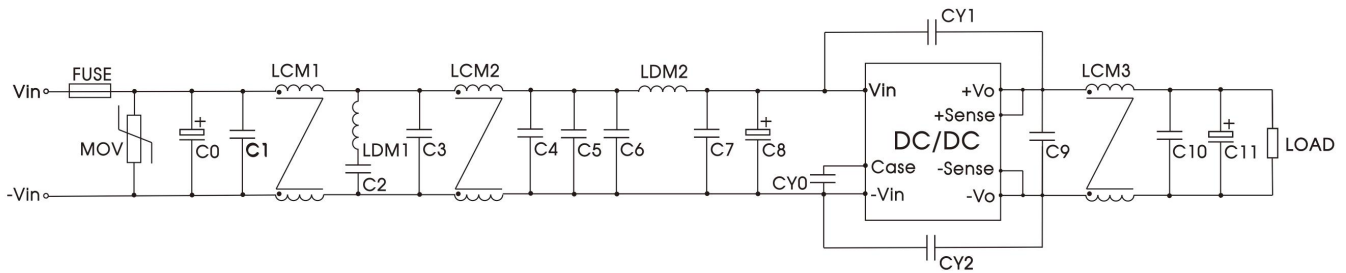 CY1
FUSE
LCM1
LCM2
LDM2
LCM3
Vin
Vin
+Vo
+Sense
+
+
+
MOV
C0
C1
LDM1
C2
C3
C4
C5
C6
C7
C8
DC/DC
C9
C10
C11
LOAD
Case
-Sense
CY0
-Vin
-Vin
-Vo
CY2